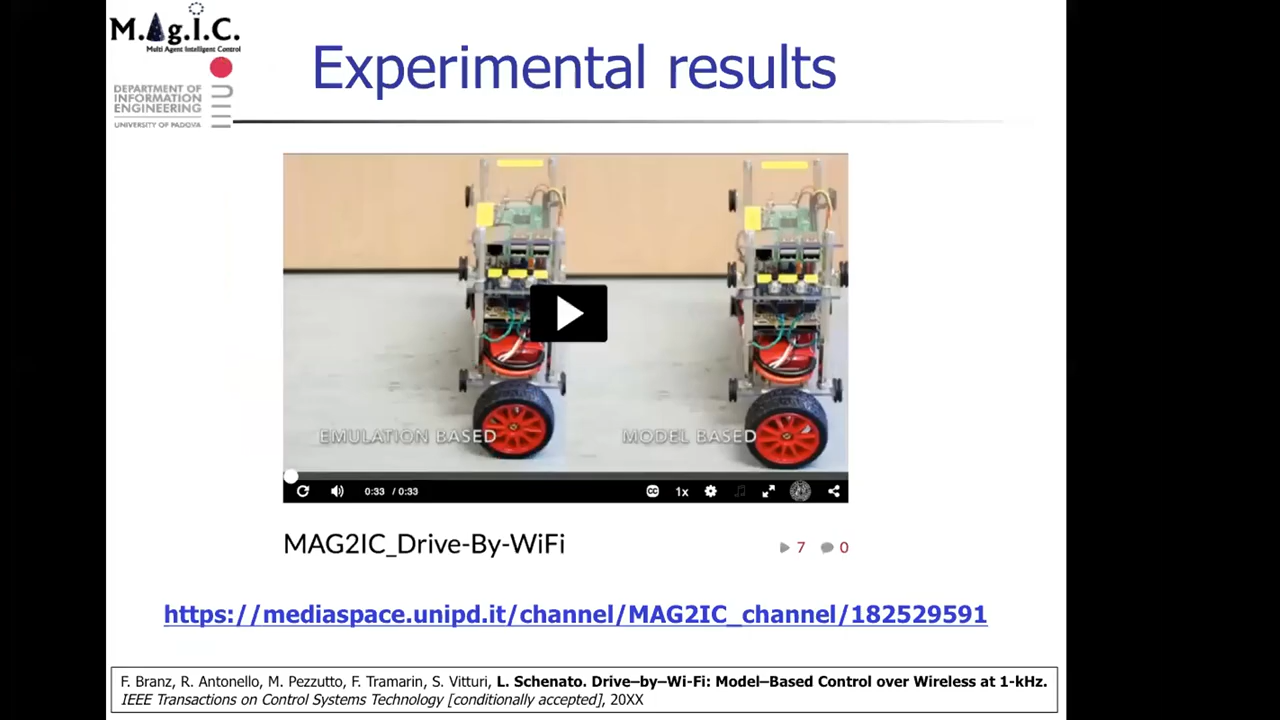 M.AgI.C.
Multi Agent Intelligent Control
DEPARTMENT OF
INFORMATION
ENGINEERING
UNIVERSITY OF PADOVA
Experimental results
EMULATION BASED
MODEL BASED
0:33 / 0:33
CC
1x
MAG2IC_Drive-By-WiFi
7
0
https://mediaspace.unipd.it/channel/MAG2IC_channel/182529591
F. Branz, R. Antonello, M. Pezzutto, F. Tramarin, S. Vitturi, L. Schenato. Drive–by–Wi-Fi: Model–Based Control over Wireless at 1-kHz.
IEEE Transactions on Control Systems Technology [conditionally accepted], 20XX